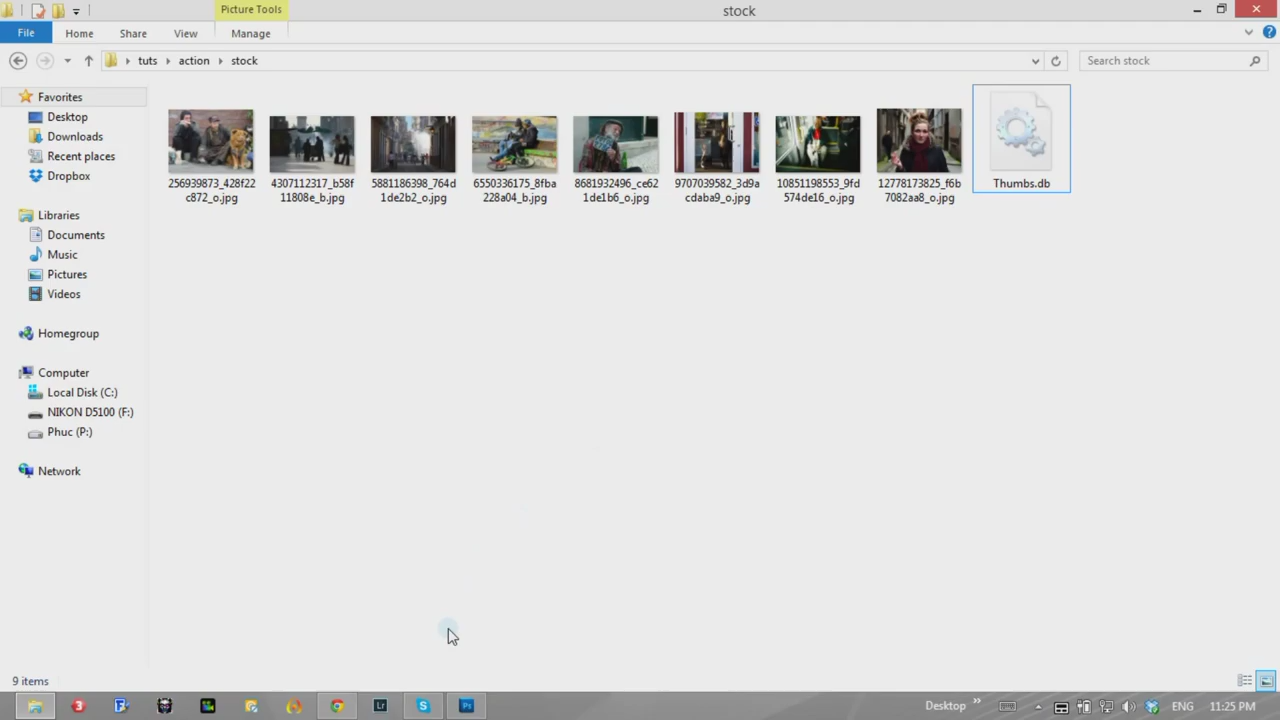 Picture Tools
stock
File
Home
Share
View
Manage
tuts
action
stock
Search stock
Favorites
Desktop
Downloads
Recent places
Dropbox
Libraries
Documents
Music
Pictures
Videos
Homegroup
Computer
Local Disk (C:)
NIKON D5100 (F:)
Phuc (P:)
Network
256939873_428f22
c872_o.jpg
4307112317_b58f
11808e_b.jpg
5881186398_764d
1de2b2_o.jpg
6550336175_8fba
228a04_b.jpg
8681932496_ce62
1de1b6_o.jpg
9707039582_3d9a
cdaba9_o.jpg
10851198553_9fd
574de16_o.jpg
12778173825_f6b
7082aa8_o.jpg
Thumbs.db
9 items
3
Lr
Ps
Desktop
ENG
11:25 PM